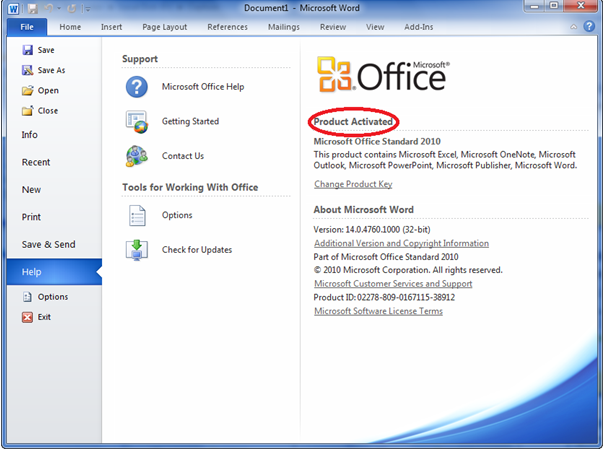 Document1 - Microsoft Word
File Home Insert Page Layout References Mailings Review View Add-Ins
Save
Save As
Open
Close
Info
Recent
New
Print
Save & Send
Help
Options
Exit
Support
Microsoft Office Help
Getting Started
Contact Us
Tools for Working With Office
Options
Check for Updates
Microsoft®
Office
Product Activated
Microsoft Office Standard 2010
This product contains Microsoft Excel, Microsoft OneNote, Microsoft
Outlook, Microsoft PowerPoint, Microsoft Publisher, Microsoft Word.
Change Product Key
About Microsoft Word
Version: 14.0.4760.1000 (32-bit)
Additional Version and Copyright Information
Part of Microsoft Office Standard 2010
© 2010 Microsoft Corporation. All rights reserved.
Microsoft Customer Services and Support
Product ID: 02278-809-0167115-38912
Microsoft Software License Terms